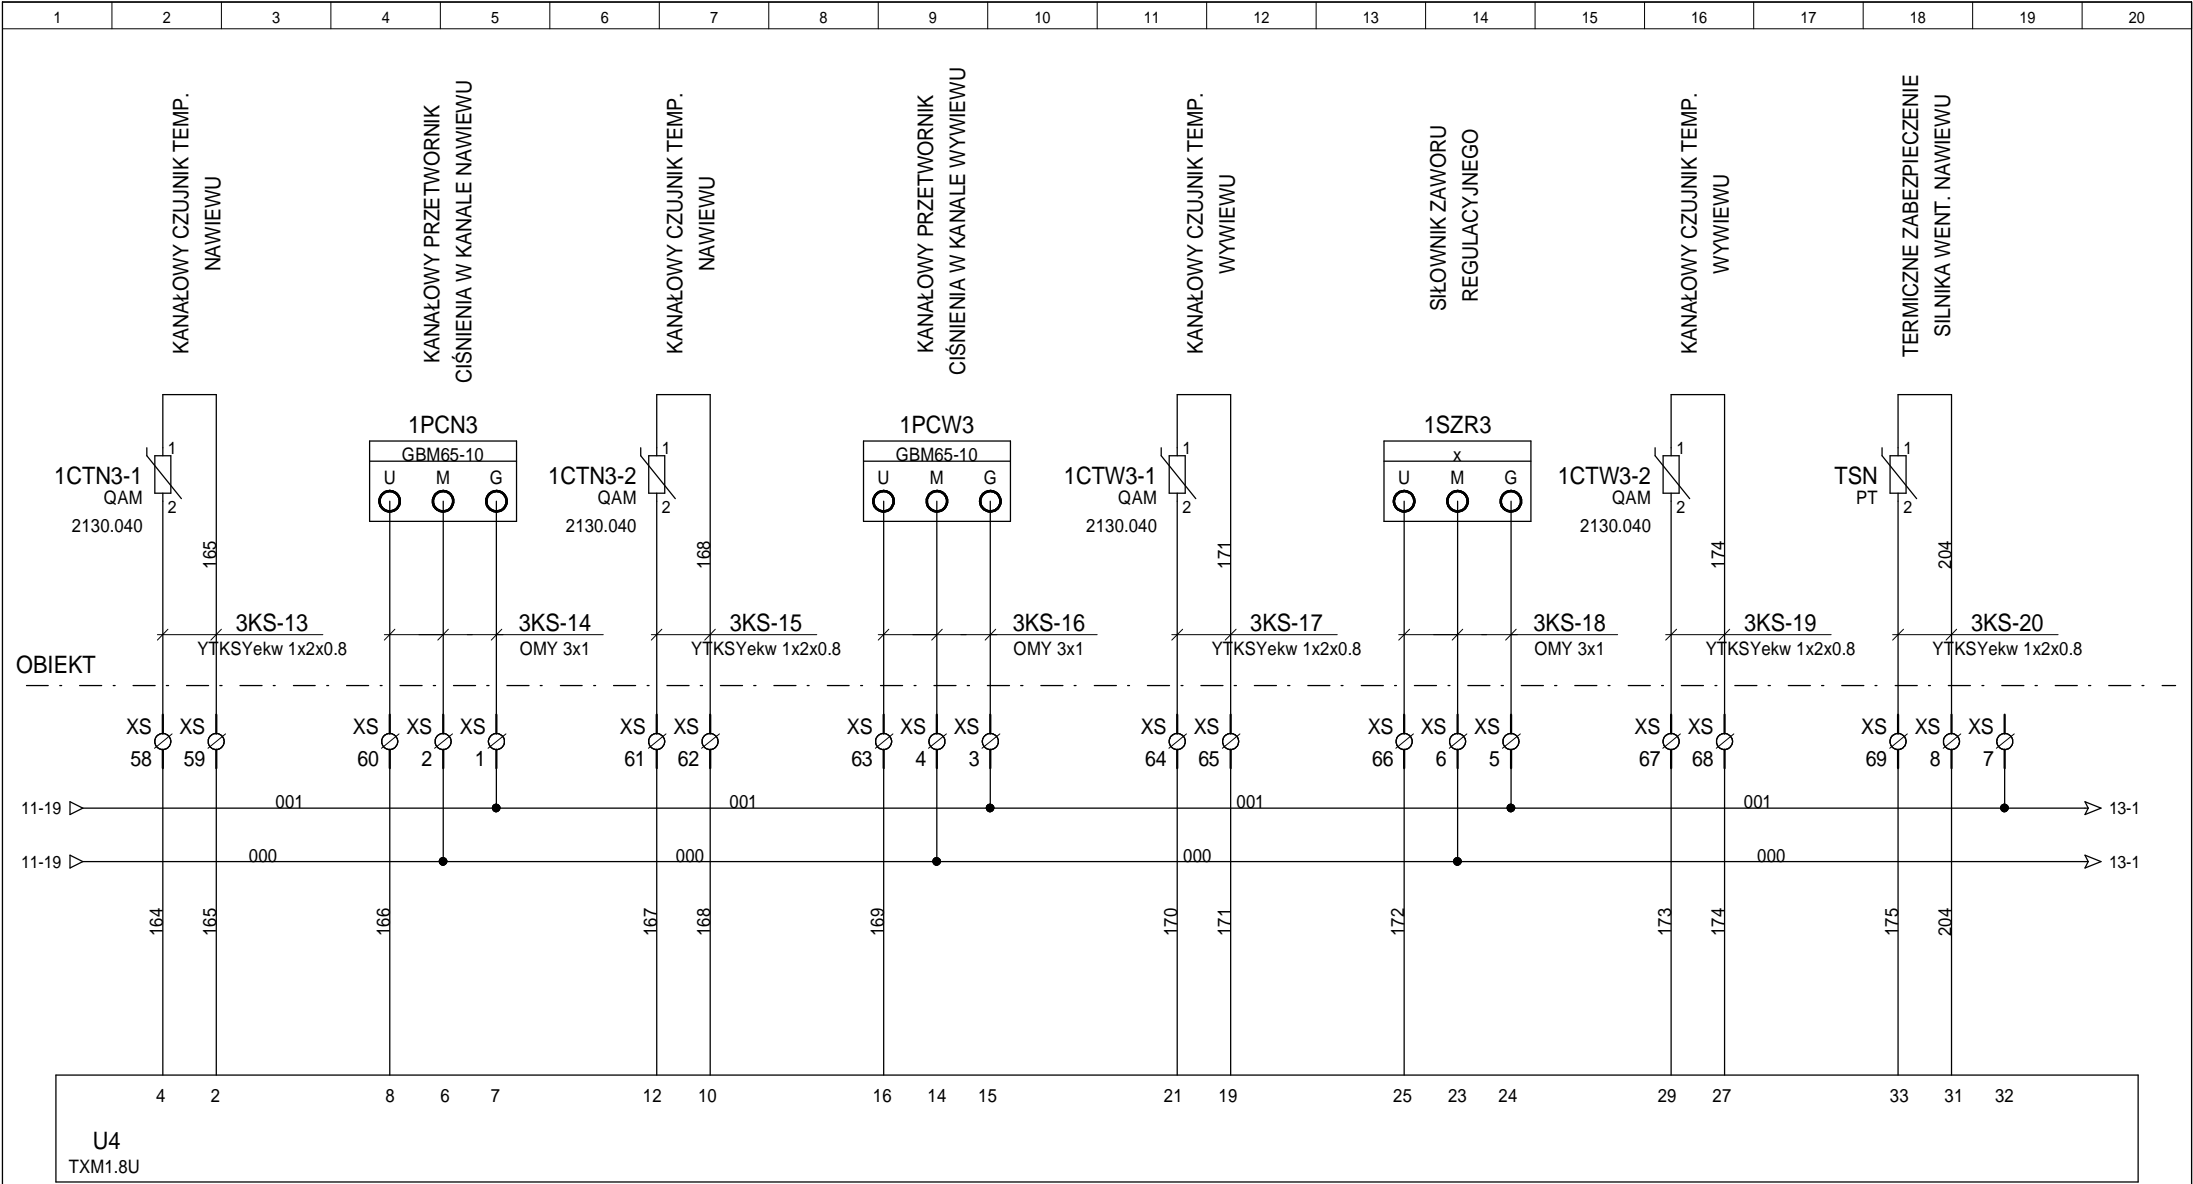 1 2 3 4 5 6 7 8 9 10 11 12 13 14 15 16 17 18 19 20
KANAŁOWY CZUJNIK TEMP.
NAWIEWU
KANAŁOWY PRZETWORNIK
CIŚNIENIA W KANALE NAWIEWU
KANAŁOWY CZUJNIK TEMP.
NAWIEWU
KANAŁOWY PRZETWORNIK
CIŚNIENIA W KANALE WYWIEWU
KANAŁOWY CZUJNIK TEMP.
WYWIEWU
SIŁOWNIK ZAWORU
REGULACYJNEGO
KANAŁOWY CZUJNIK TEMP.
WYWIEWU
TERMICZNE ZABEZPIECZENIE
SILNIKA WENT. NAWIEWU
1
1CTN3-1
QAM
2
2130.040
1PCN3
GBM65-10
U M G
1
1CTN3-2
QAM
2
2130.040
1PCW3
GBM65-10
U M G
1
1CTW3-1
QAM
2
2130.040
1SZR3
x
U M G
1
1CTW3-2
QAM
2
2130.040
1
TSN
PT
2
165 168 171 174 204
3KS-13
YTKSYekw 1x2x0.8
3KS-14
OMY 3x1
3KS-15
YTKSYekw 1x2x0.8
3KS-16
OMY 3x1
3KS-17
YTKSYekw 1x2x0.8
3KS-18
OMY 3x1
3KS-19
YTKSYekw 1x2x0.8
3KS-20
YTKSYekw 1x2x0.8
OBIEKT
XS XS XS XS XS XS XS XS XS XS XS XS XS XS XS XS XS XS XS XS
58 59 60 2 1 61 62 63 4 3 64 65 66 6 5 67 68 69 8 7
11-19 001 001 001 001 13-1
11-19 000 000 000 000 13-1
164 165 166 167 168 169 170 171 172 173 174 175 204
4 2 8 6 7 12 10 16 14 15 21 19 25 23 24 29 27 33 31 32
U4
TXM1.8U